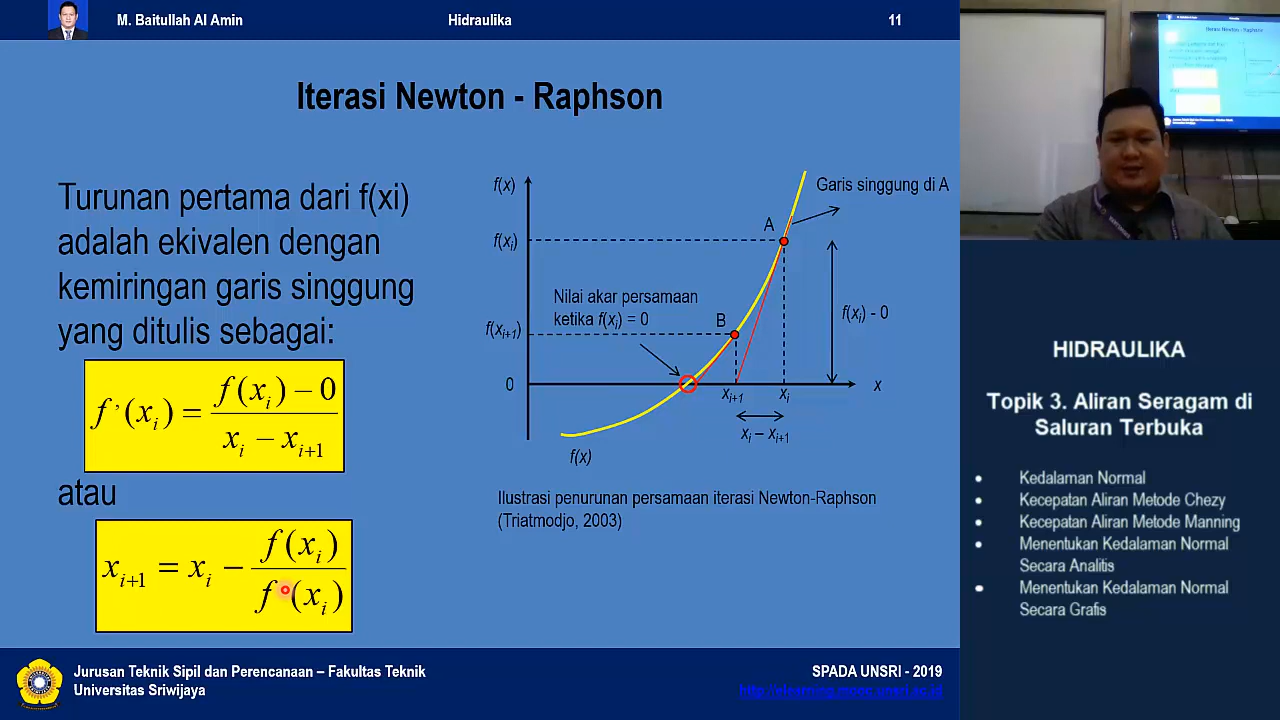 M. Baitullah Al Amin
Hidraulika
11
Iterasi Newton - Raphson
Turunan pertama dari f(xi)
adalah ekivalen dengan
kemiringan garis singgung
yang ditulis sebagai:
f'(x_i) = (f(x_i) − 0) / (x_i − x_{i+1})
atau
x_{i+1} = x_i − f(x_i) / f'(x_i)
f(x)
Garis singgung di A
A
f(x_i)
Nilai akar persamaan
ketika f(x_i) = 0
B
f(x_i) - 0
f(x_{i+1})
0
x_{i+1}
x_i
x
x_i – x_{i+1}
f(x)
Ilustrasi penurunan persamaan iterasi Newton-Raphson
(Triatmodjo, 2003)
Jurusan Teknik Sipil dan Perencanaan – Fakultas Teknik
Universitas Sriwijaya
SPADA UNSRI - 2019
http://elearning.mooc.unsri.ac.id
Iterasi Newton - Raphson
HIDRAULIKA
Topik 3. Aliran Seragam di
Saluran Terbuka
• Kedalaman Normal
• Kecepatan Aliran Metode Chezy
• Kecepatan Aliran Metode Manning
• Menentukan Kedalaman Normal
Secara Analitis
• Menentukan Kedalaman Normal
Secara Grafis